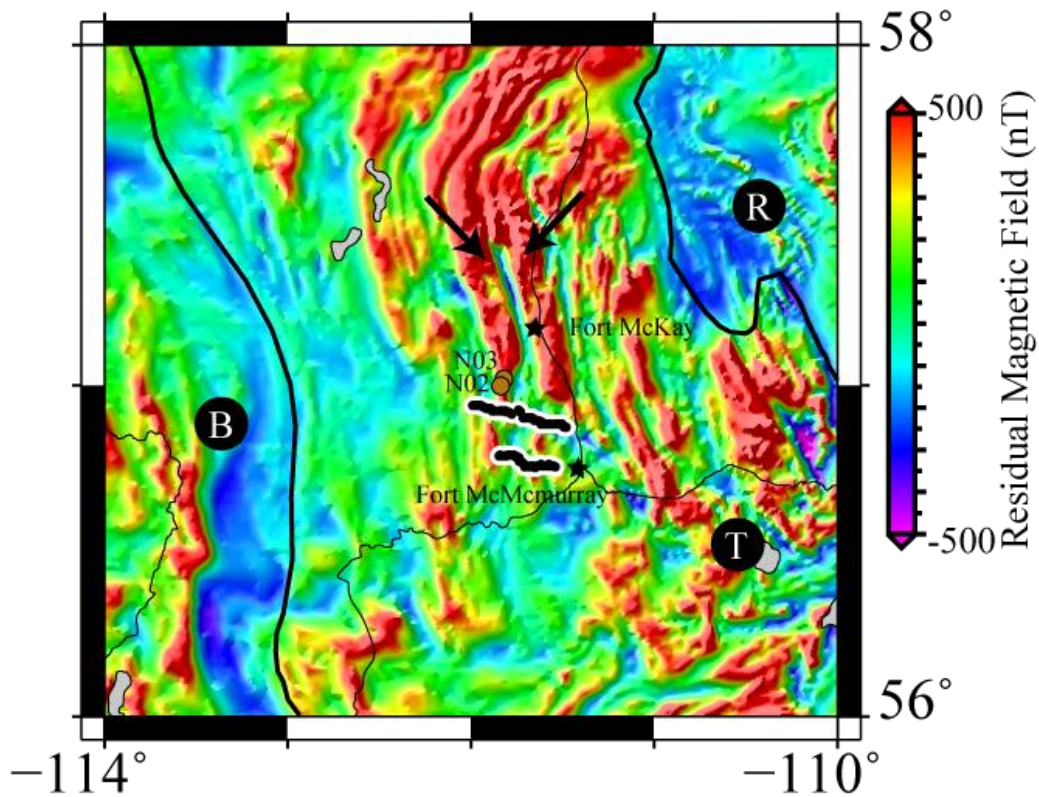 58°
500
R
Fort McKay
N03
N02
B
Fort McMcmurray
T
-500
Residual Magnetic Field (nT)
56°
−114°
−110°